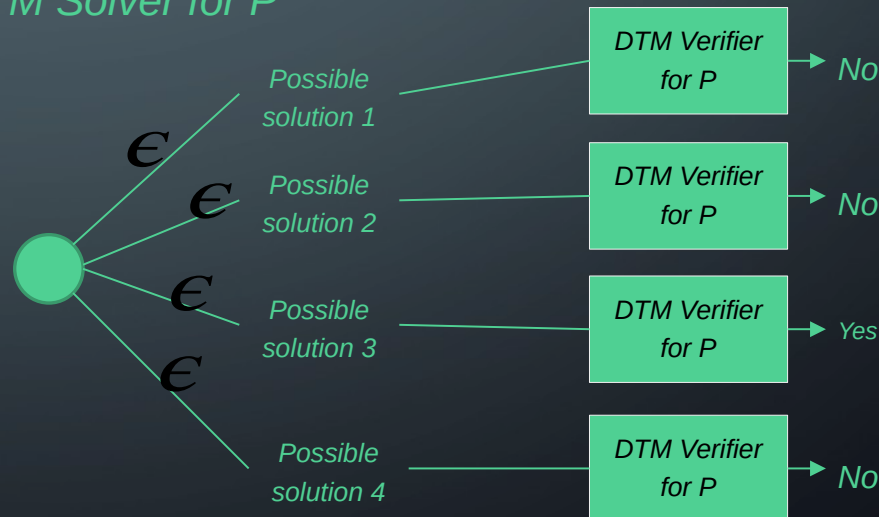 M Solver for P
Possible
solution 1
ϵ
DTM Verifier
for P
No
Possible
solution 2
ϵ
DTM Verifier
for P
No
Possible
solution 3
ϵ
DTM Verifier
for P
Yes
Possible
solution 4
ϵ
DTM Verifier
for P
No